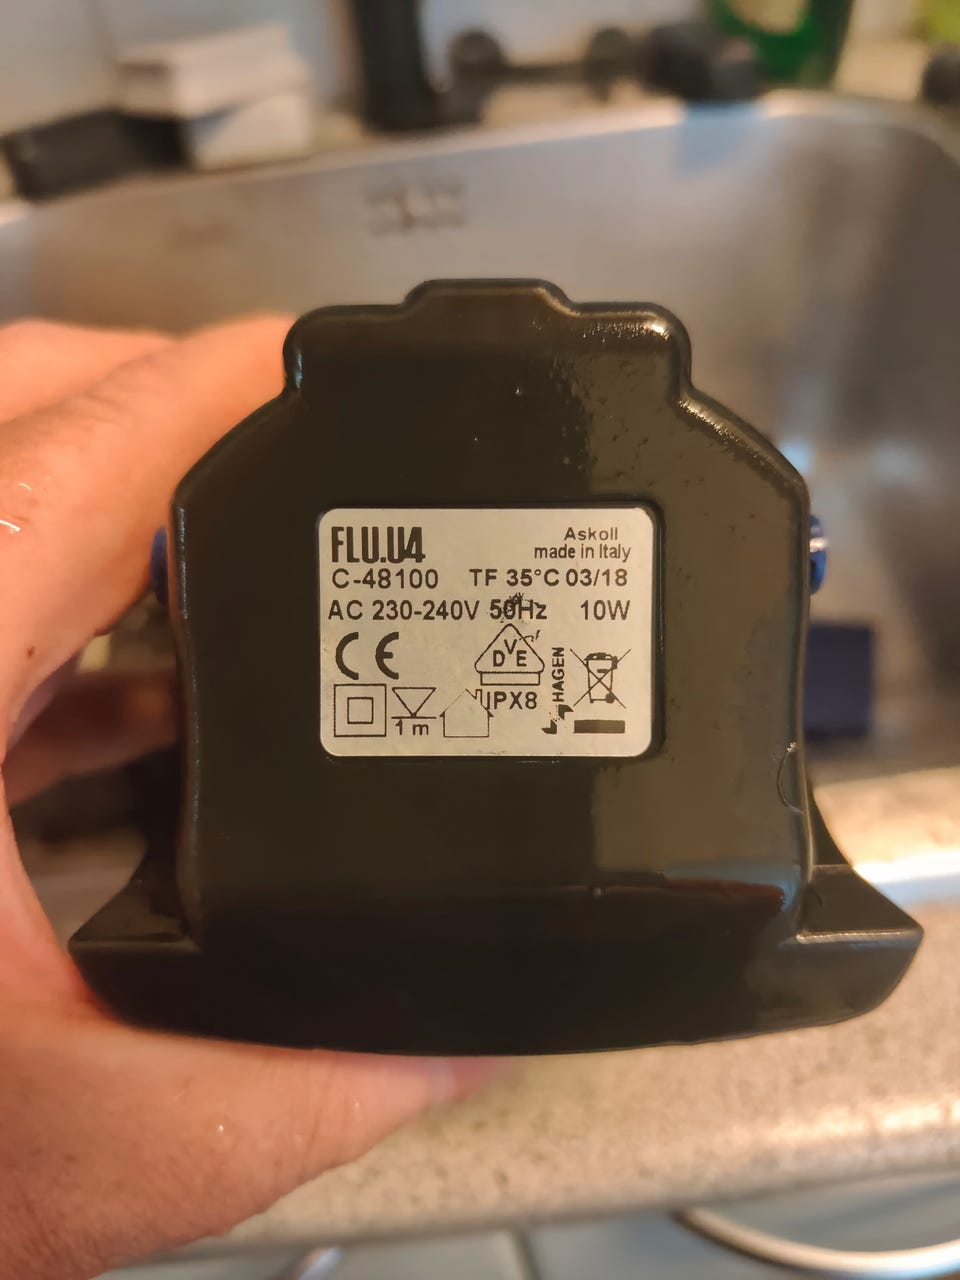 FLU.U4
Askoll
made in Italy
C-48100 TF 35°C 03/18
AC 230-240V 50Hz 10W
CE
DVE
1m
IPX8
HAGEN